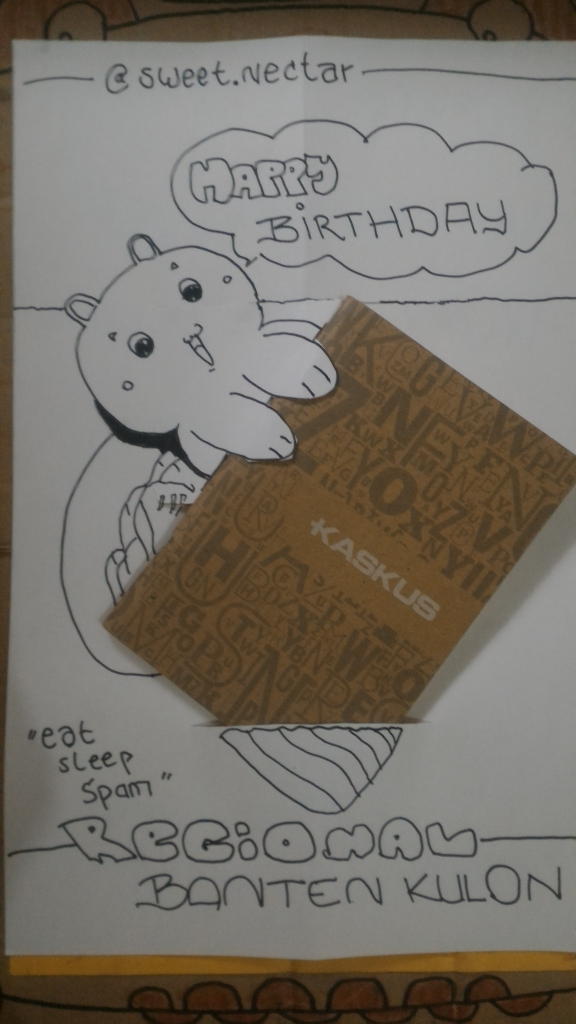 @sweet.nectar
HAPPY
BiRTHDAY
KASKUS
"eat
sleep
spam"
REGiONAL
BANTEN KULON